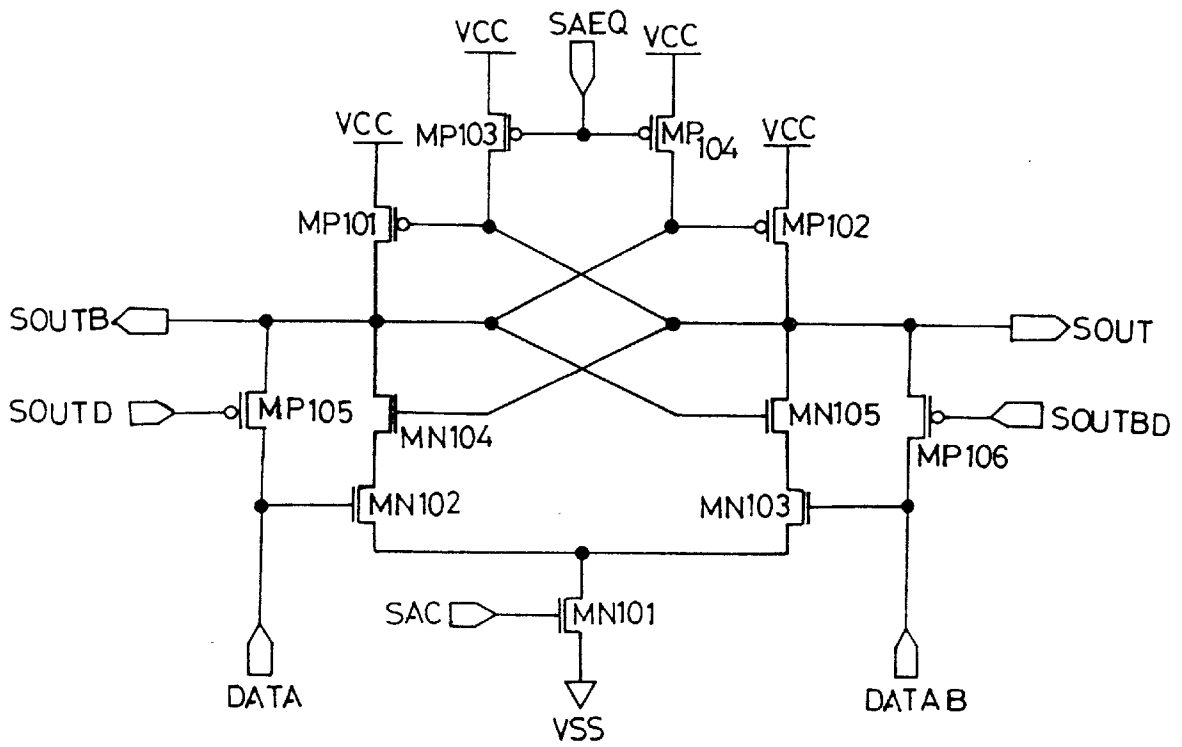 SAEQ
VCC
VCC
VCC
MP103
MP104
VCC
MP101
MP102
SOUTB
SOUT
SOUTD
MP105
MN104
MN105
SOUTBD
MP106
MN102
MN103
SAC
MN101
DATA
DATAB
VSS